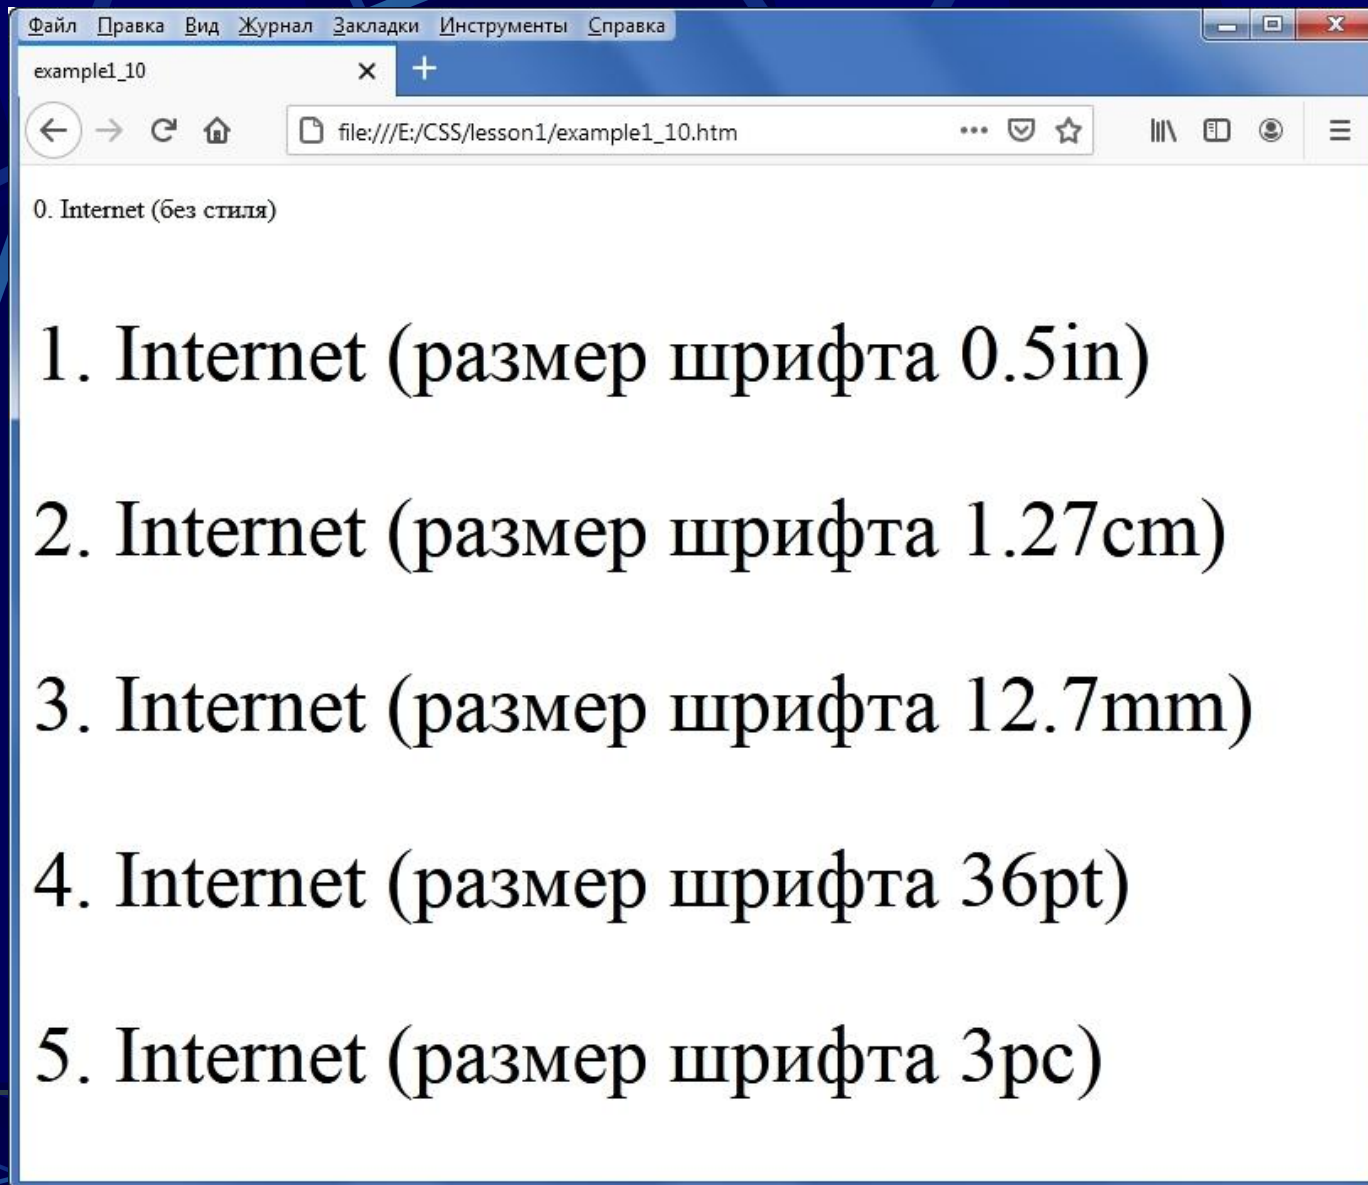 Файл Правка Вид Журнал Закладки Инструменты Справка
example1_10
file:///E:/CSS/lesson1/example1_10.htm
0. Internet (без стиля)
1. Internet (размер шрифта 0.5in)
2. Internet (размер шрифта 1.27cm)
3. Internet (размер шрифта 12.7mm)
4. Internet (размер шрифта 36pt)
5. Internet (размер шрифта 3pc)